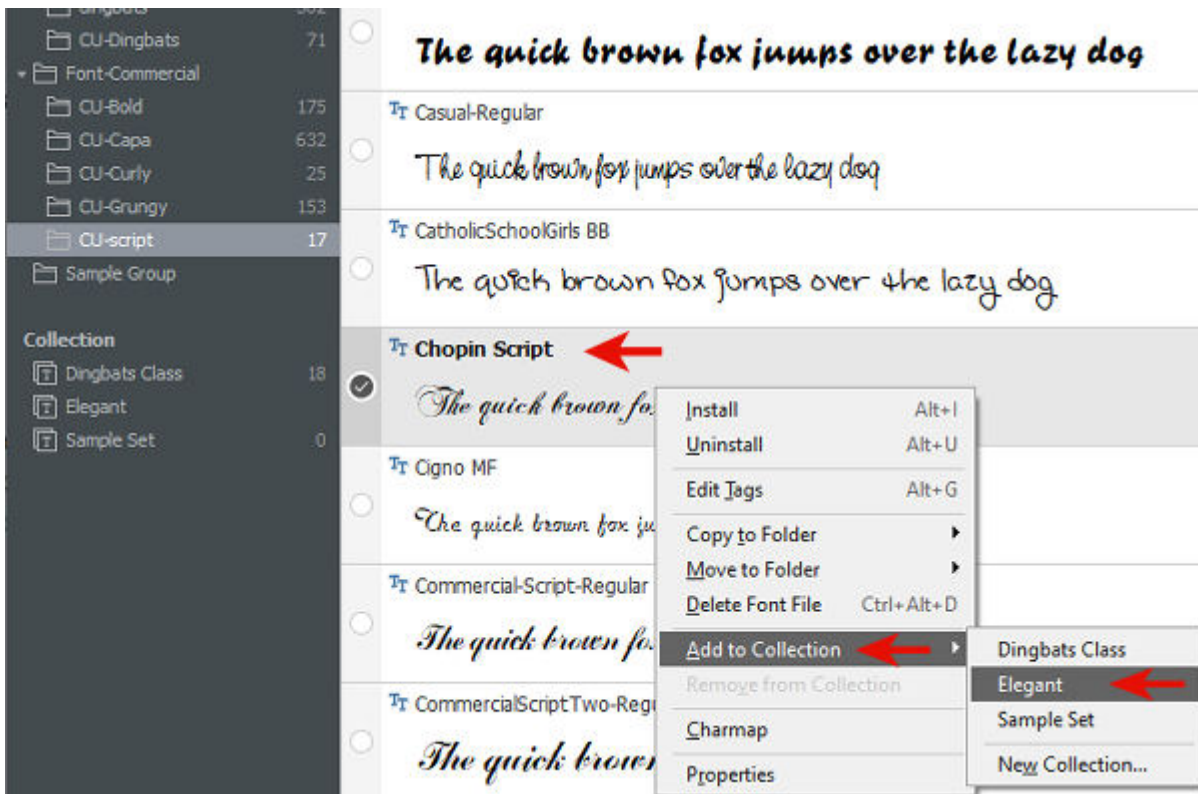 dingbats 302
CU-Dingbats 71
Font-Commercial
CU-Bold 175
CU-Capa 632
CU-Curly 25
CU-Grungy 153
CU-script 17
Sample Group
Collection
Dingbats Class 18
Elegant
Sample Set 0
The quick brown fox jumps over the lazy dog
Casual-Regular
The quick brown fox jumps over the lazy dog
CatholicSchoolGirls BB
The quick brown fox jumps over the lazy dog
Chopin Script
The quick brown fo
Cigno MF
The quick brown fox ju
Commercial-Script-Regular
The quick brown fo
CommercialScriptTwo-Regu
The quick brown
Install Alt+I
Uninstall Alt+U
Edit Tags Alt+G
Copy to Folder
Move to Folder
Delete Font File Ctrl+Alt+D
Add to Collection
Remove from Collection
Charmap
Properties
Dingbats Class
Elegant
Sample Set
New Collection...